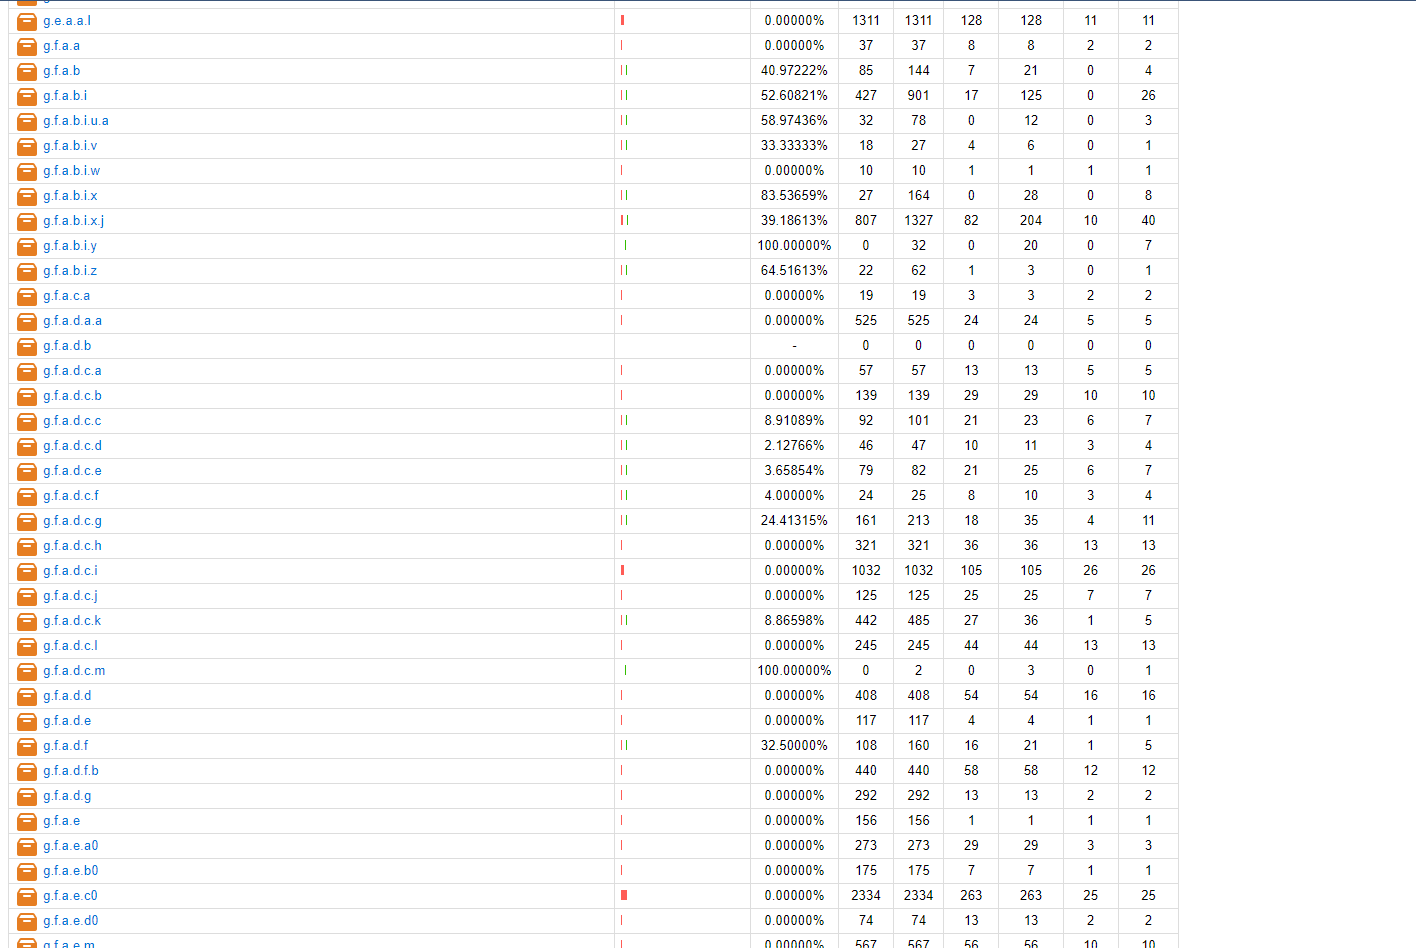 g.e.a.a.l 0.00000% 1311 1311 128 128 11 11
g.f.a.a 0.00000% 37 37 8 8 2 2
g.f.a.b 40.97222% 85 144 7 21 0 4
g.f.a.b.i 52.60821% 427 901 17 125 0 26
g.f.a.b.i.u.a 58.97436% 32 78 0 12 0 3
g.f.a.b.i.v 33.33333% 18 27 4 6 0 1
g.f.a.b.i.w 0.00000% 10 10 1 1 1 1
g.f.a.b.i.x 83.53659% 27 164 0 28 0 8
g.f.a.b.i.x.j 39.18613% 807 1327 82 204 10 40
g.f.a.b.i.y 100.00000% 0 32 0 20 0 7
g.f.a.b.i.z 64.51613% 22 62 1 3 0 1
g.f.a.c.a 0.00000% 19 19 3 3 2 2
g.f.a.d.a.a 0.00000% 525 525 24 24 5 5
g.f.a.d.b - 0 0 0 0 0 0
g.f.a.d.c.a 0.00000% 57 57 13 13 5 5
g.f.a.d.c.b 0.00000% 139 139 29 29 10 10
g.f.a.d.c.c 8.91089% 92 101 21 23 6 7
g.f.a.d.c.d 2.12766% 46 47 10 11 3 4
g.f.a.d.c.e 3.65854% 79 82 21 25 6 7
g.f.a.d.c.f 4.00000% 24 25 8 10 3 4
g.f.a.d.c.g 24.41315% 161 213 18 35 4 11
g.f.a.d.c.h 0.00000% 321 321 36 36 13 13
g.f.a.d.c.i 0.00000% 1032 1032 105 105 26 26
g.f.a.d.c.j 0.00000% 125 125 25 25 7 7
g.f.a.d.c.k 8.86598% 442 485 27 36 1 5
g.f.a.d.c.l 0.00000% 245 245 44 44 13 13
g.f.a.d.c.m 100.00000% 0 2 0 3 0 1
g.f.a.d.d 0.00000% 408 408 54 54 16 16
g.f.a.d.e 0.00000% 117 117 4 4 1 1
g.f.a.d.f 32.50000% 108 160 16 21 1 5
g.f.a.d.f.b 0.00000% 440 440 58 58 12 12
g.f.a.d.g 0.00000% 292 292 13 13 2 2
g.f.a.e 0.00000% 156 156 1 1 1 1
g.f.a.e.a0 0.00000% 273 273 29 29 3 3
g.f.a.e.b0 0.00000% 175 175 7 7 1 1
g.f.a.e.c0 0.00000% 2334 2334 263 263 25 25
g.f.a.e.d0 0.00000% 74 74 13 13 2 2
g.f.a.e.m 0.00000% 567 567 56 56 10 10